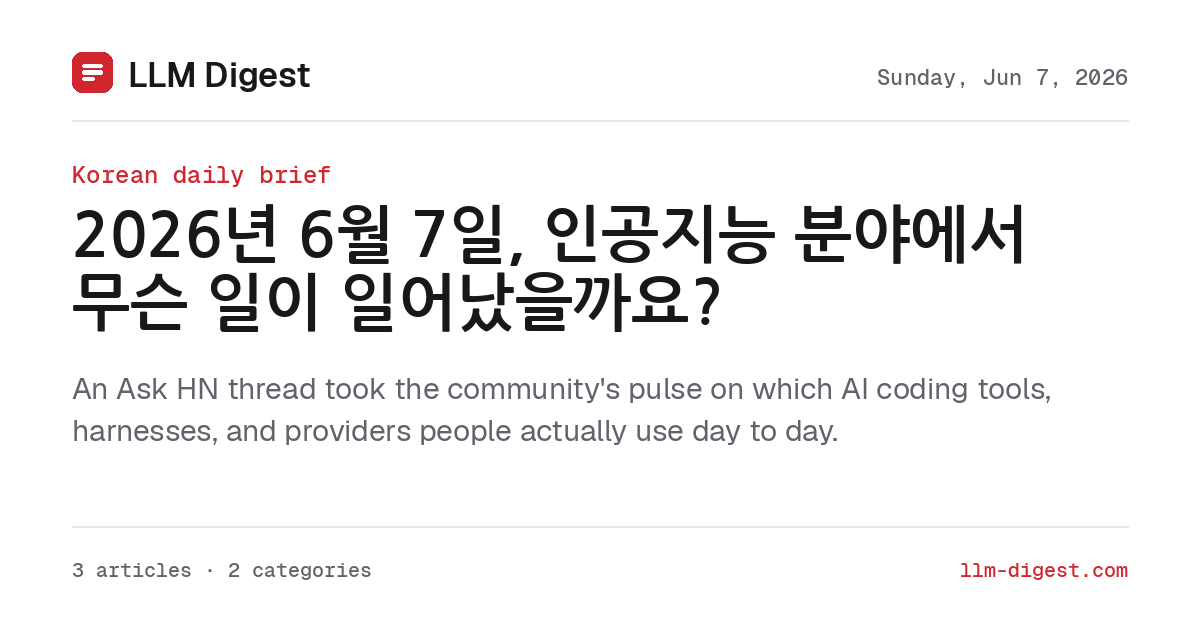 LLM Digest
Sunday, Jun 7, 2026
Korean daily brief
2026년 6월 7일, 인공지능 분야에서
무슨 일이 일어났을까요?
An Ask HN thread took the community's pulse on which AI coding tools,
harnesses, and providers people actually use day to day.
3 articles · 2 categories
llm-digest.com